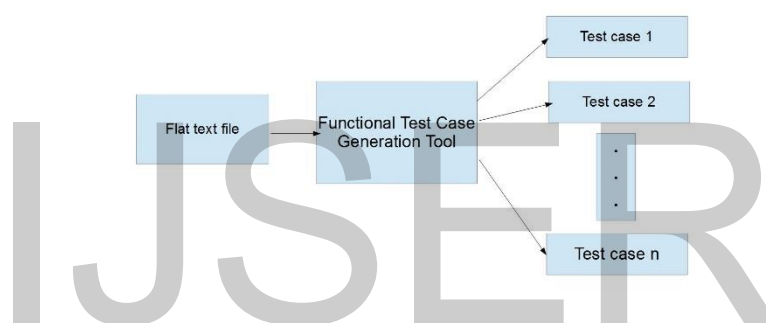 Test case 1
Flat text file
Functional Test Case
Generation Tool
Test case 2
.
.
.
Test case n
IJSER